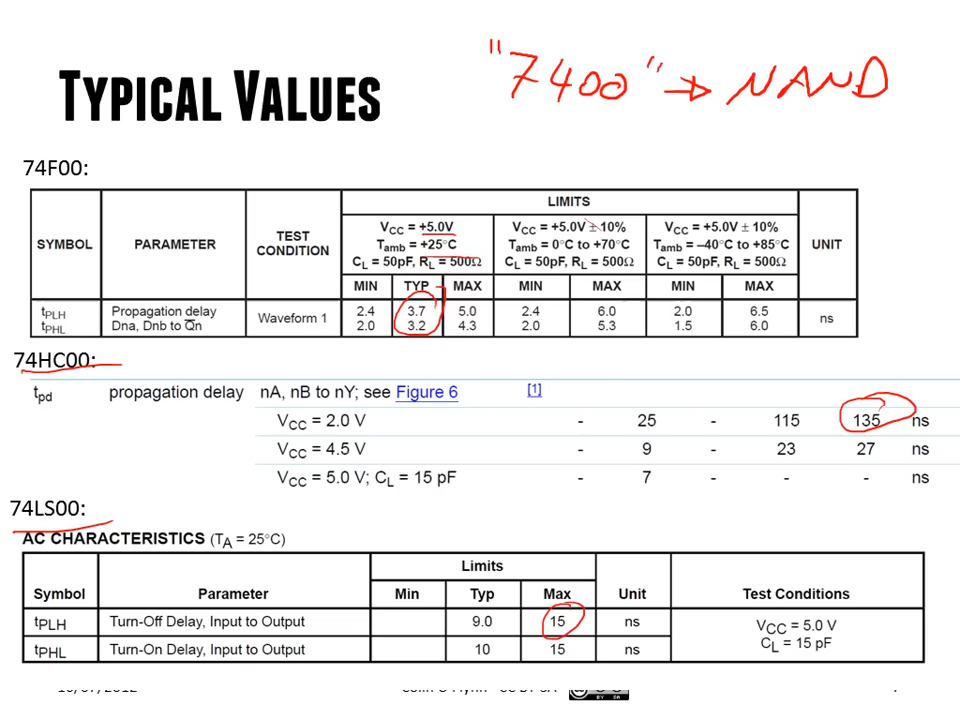 "7400" → NAND
TYPICAL VALUES
74F00:
SYMBOL PARAMETER TEST CONDITION LIMITS UNIT
VCC = +5.0V VCC = +5.0V ± 10% VCC = +5.0V ± 10%
Tamb = +25°C Tamb = 0°C to +70°C Tamb = –40°C to +85°C
CL = 50pF, RL = 500Ω CL = 50pF, RL = 500Ω CL = 50pF, RL = 500Ω
MIN TYP MAX MIN MAX MIN MAX
tPLH Propagation delay 2.4 3.7 5.0 2.4 6.0 2.0 6.5
tPHL Dna, Dnb to Qn Waveform 1 2.0 3.2 4.3 2.0 5.3 1.5 6.0 ns
74HC00:
tpd propagation delay nA, nB to nY; see Figure 6 [1]
VCC = 2.0 V - 25 - 115 135 ns
VCC = 4.5 V - 9 - 23 27 ns
VCC = 5.0 V; CL = 15 pF - 7 - - - ns
74LS00:
AC CHARACTERISTICS (TA = 25°C)
Limits
Symbol Parameter Min Typ Max Unit Test Conditions
tPLH Turn-Off Delay, Input to Output 9.0 15 ns VCC = 5.0 V
tPHL Turn-On Delay, Input to Output 10 15 ns CL = 15 pF